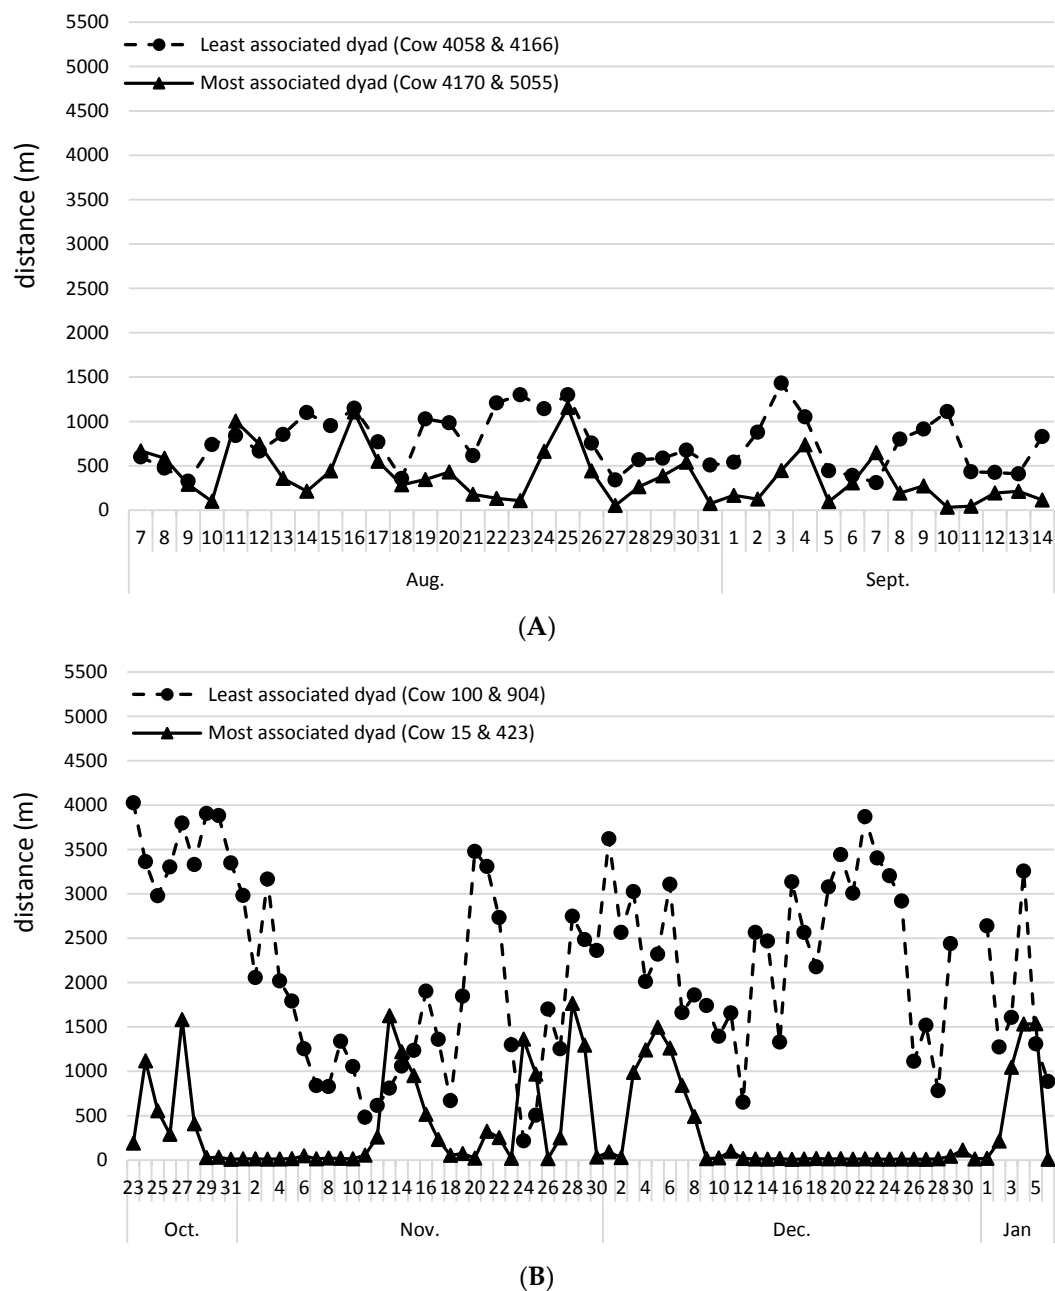 5500
Least associated dyad (Cow 4058 & 4166)
5000
Most associated dyad (Cow 4170 & 5055)
4500
4000
3500
3000
2500
2000
1500
1000
500
0
distance (m)
7 8 9 10 11 12 13 14 15 16 17 18 19 20 21 22 23 24 25 26 27 28 29 30 31 1 2 3 4 5 6 7 8 9 10 11 12 13 14
Aug. Sept.
(A)
5500
Least associated dyad (Cow 100 & 904)
5000
Most associated dyad (Cow 15 & 423)
4500
4000
3500
3000
2500
2000
1500
1000
500
0
distance (m)
23 25 27 29 31 2 4 6 8 10 12 14 16 18 20 22 24 26 28 30 2 4 6 8 10 12 14 16 18 20 22 24 26 28 30 1 3 5
Oct. Nov. Dec. Jan
(B)